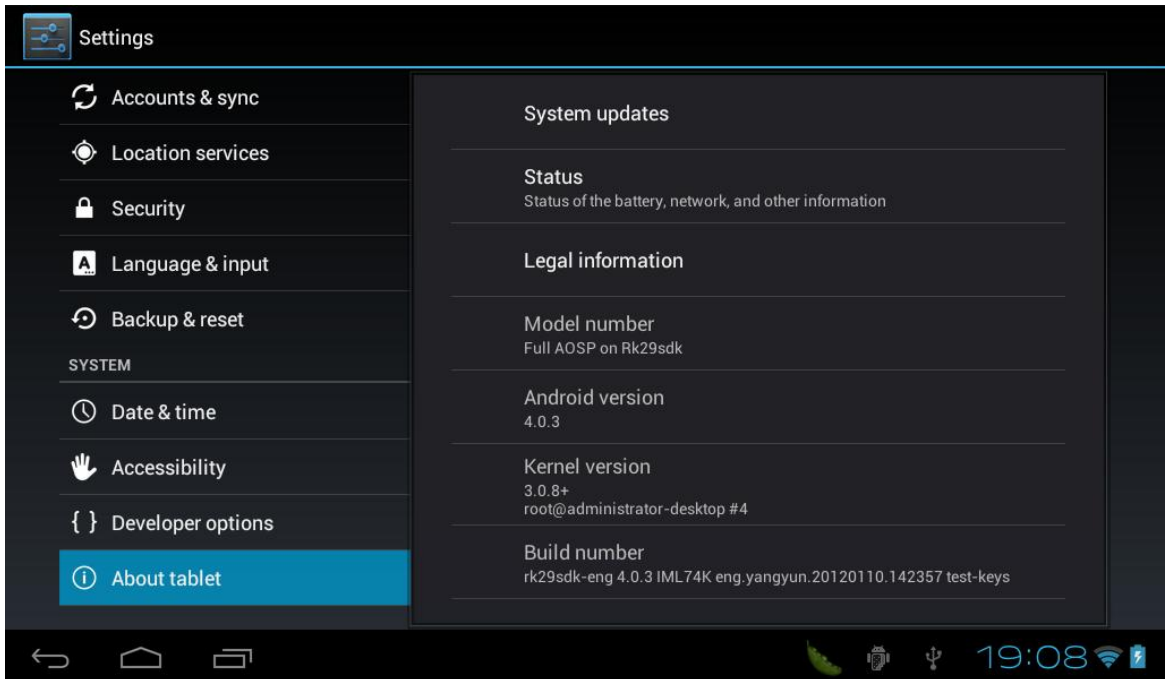 Settings
Accounts & sync
Location services
Security
Language & input
Backup & reset
SYSTEM
Date & time
Accessibility
{ } Developer options
About tablet
System updates
Status
Status of the battery, network, and other information
Legal information
Model number
Full AOSP on Rk29sdk
Android version
4.0.3
Kernel version
3.0.8+
root@administrator-desktop #4
Build number
rk29sdk-eng 4.0.3 IML74K eng.yangyun.20120110.142357 test-keys
19:08